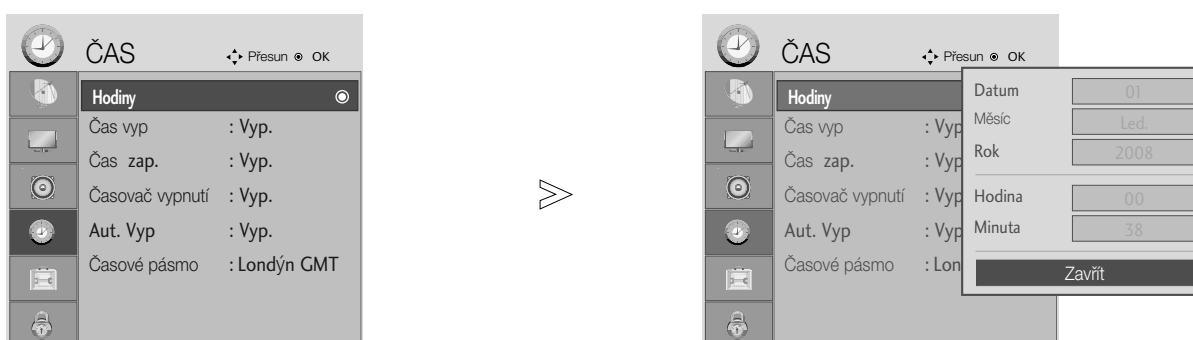 ČAS
Přesun OK
Hodiny
Čas vyp : Vyp.
Čas zap. : Vyp.
Časovač vypnutí : Vyp.
Aut. Vyp : Vyp.
Časové pásmo : Londýn GMT
>
ČAS
Přesun OK
Hodiny
Čas vyp : Vyp
Čas zap. : Vyp
Časovač vypnutí : Vyp
Aut. Vyp : Vyp
Časové pásmo : Lon
Datum 01
Měsíc Led.
Rok 2008
Hodina 00
Minuta 38
Zavřít